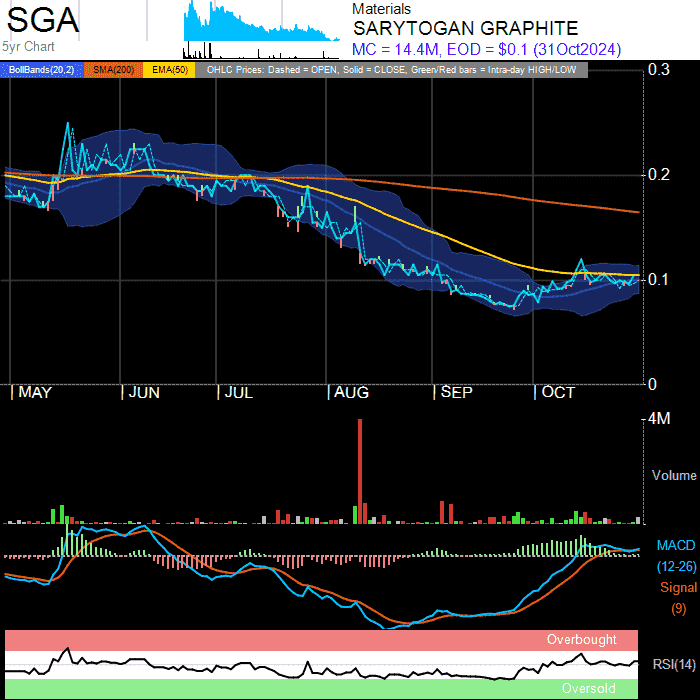 SGA
5yr Chart
Materials
SARYTOGAN GRAPHITE
MC = 14.4M, EOD = $0.1 (31Oct2024)
BollBands(20,2) SMA(200) EMA(50) OHLC Prices: Dashed = OPEN, Solid = CLOSE, Green/Red bars = Intra-day HIGH/LOW
0.3
0.2
0.1
0
| MAY | JUN | JUL | AUG | SEP | OCT
4M
Volume
MACD
(12-26)
Signal
(9)
Overbought
RSI(14)
Oversold